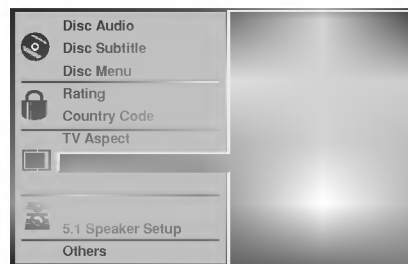 Disc Audio
Disc Subtitle
Disc Menu
Rating
Country Code
TV Aspect
5.1 Speaker Setup
Others